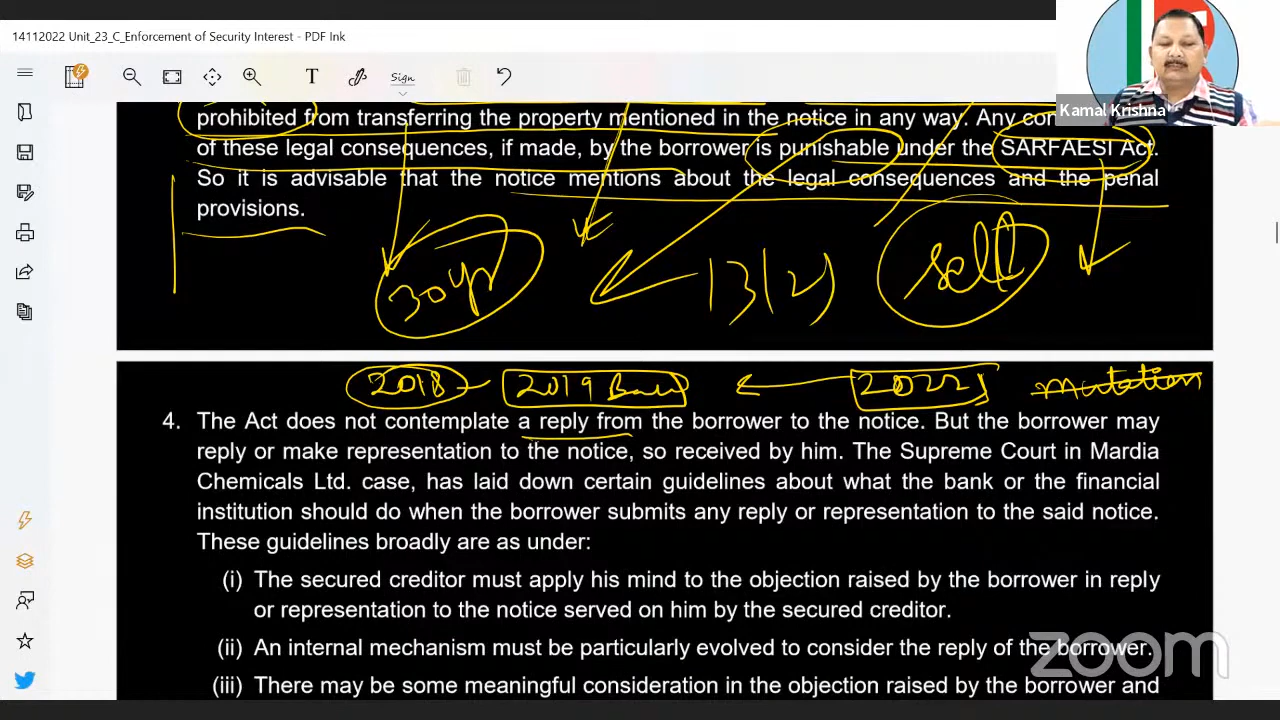 14112022 Unit_23_C_Enforcement of Security Interest - PDF Ink
T
Sign
Kamal Krishna
prohibited from transferring the property mentioned in the notice in any way. Any
of these legal consequences, if made, by the borrower is punishable under the SARFAESI Act.
So it is advisable that the notice mentions about the legal consequences and the penal
provisions.
30yr
13(2)
2018
2019
2022
mutation
4. The Act does not contemplate a reply from the borrower to the notice. But the borrower may
reply or make representation to the notice, so received by him. The Supreme Court in Mardia
Chemicals Ltd. case, has laid down certain guidelines about what the bank or the financial
institution should do when the borrower submits any reply or representation to the said notice.
These guidelines broadly are as under:
(i) The secured creditor must apply his mind to the objection raised by the borrower in reply
or representation to the notice served on him by the secured creditor.
(ii) An internal mechanism must be particularly evolved to consider the reply of the borrower.
(iii) There may be some meaningful consideration in the objection raised by the borrower and
zoom